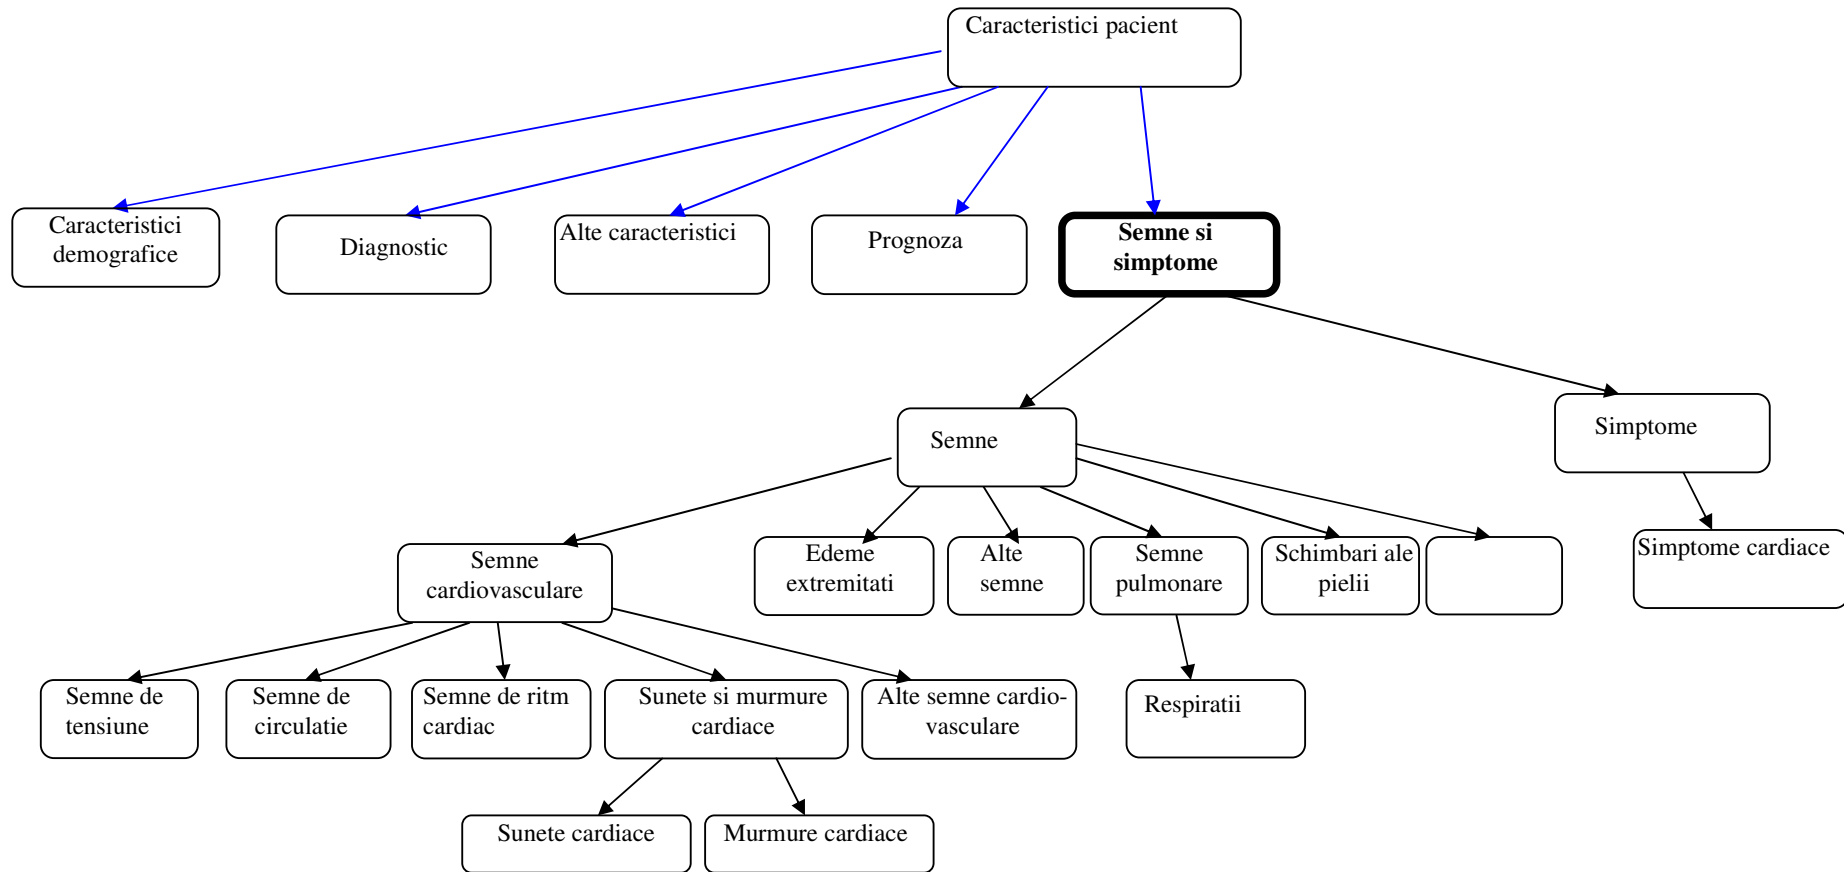 Caracteristici pacient
Caracteristici
demografice
Diagnostic
Alte caracteristici
Prognoza
Semne si
simptome
Semne
Simptome
Semne
cardiovasculare
Edeme
extremitati
Alte
semne
Semne
pulmonare
Schimbari ale
pielii
Simptome cardiace
Semne de
tensiune
Semne de
circulatie
Semne de ritm
cardiac
Sunete si murmure
cardiace
Alte semne cardio-
vasculare
Respiratii
Sunete cardiace
Murmure cardiace